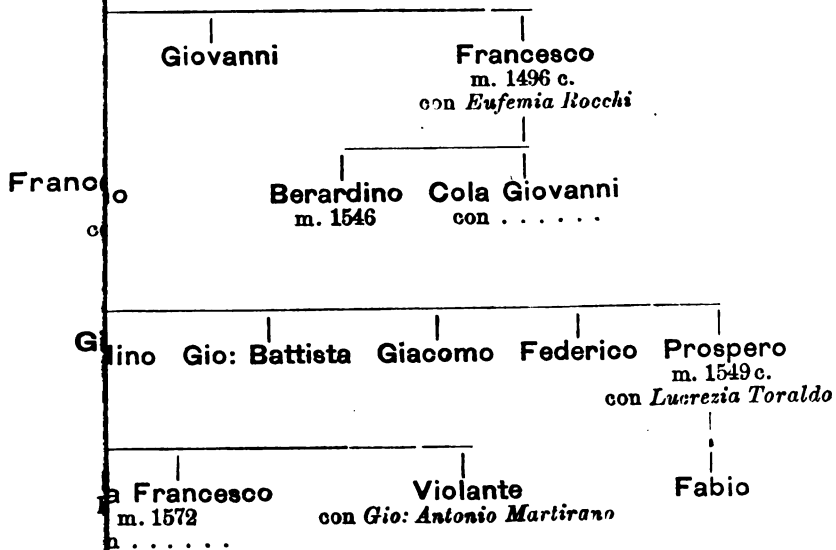 Giovanni Francesco
m. 1496 c.
con Eufemia Rocchi
Berardino Cola Giovanni
m. 1546 con . . . . . .
Gio: Battista Giacomo Federico Prospero
m. 1549 c.
con Lucrezia Toraldo
Francesco Violante Fabio
m. 1572 con Gio: Antonio Martirano
. . . . . .